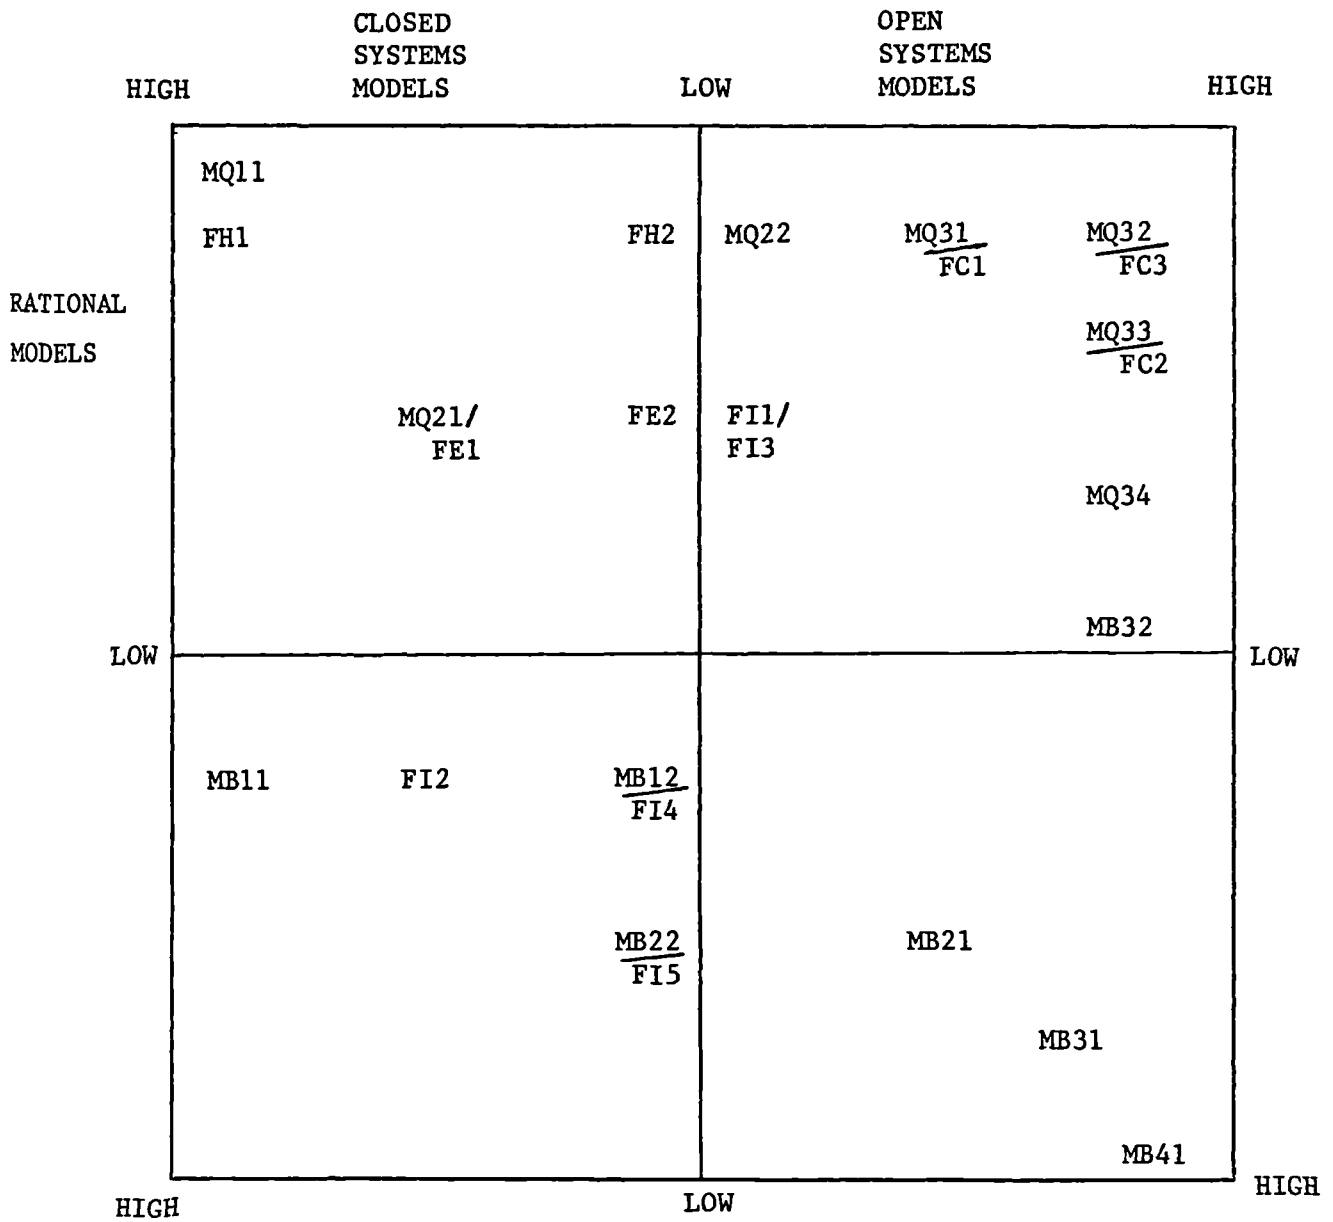 CLOSED
SYSTEMS
MODELS
OPEN
SYSTEMS
MODELS
HIGH
LOW
HIGH
MQ11
FH1
FH2
MQ22
MQ31
FC1
MQ32
FC3
RATIONAL
MODELS
MQ33
FC2
MQ21/
FE1
FE2
FI1/
FI3
MQ34
MB32
LOW
LOW
MB11
FI2
MB12
FI4
MB22
FI5
MB21
MB31
MB41
HIGH
LOW
HIGH